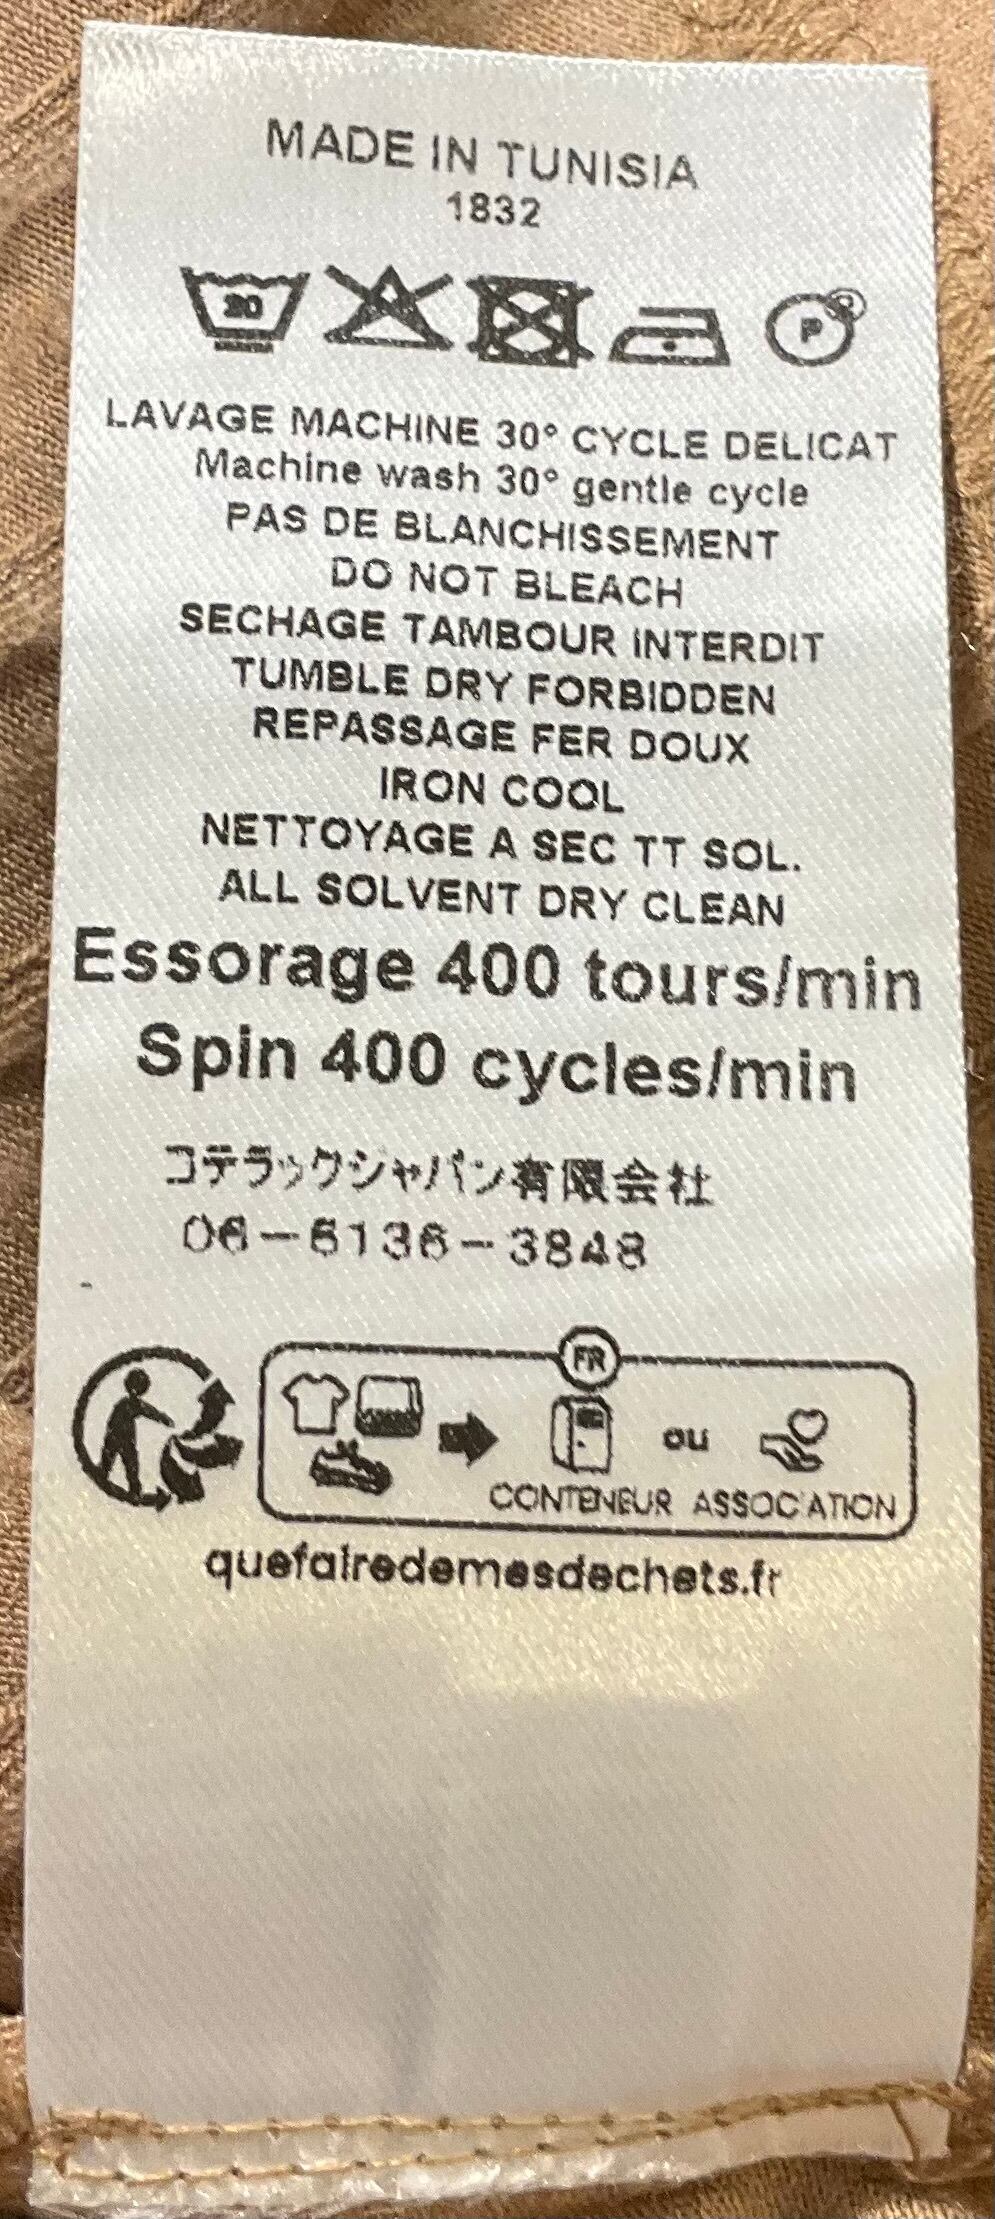 MADE IN TUNISIA
1832
30
P
LAVAGE MACHINE 30° CYCLE DELICAT
Machine wash 30° gentle cycle
PAS DE BLANCHISSEMENT
DO NOT BLEACH
SECHAGE TAMBOUR INTERDIT
TUMBLE DRY FORBIDDEN
REPASSAGE FER DOUX
IRON COOL
NETTOYAGE A SEC TT SOL.
ALL SOLVENT DRY CLEAN
Essorage 400 tours/min
Spin 400 cycles/min
コテラックジャパン有限会社
06-6136-3848
FR
ou
CONTENEUR ASSOCIATION
quefairedemesdechets.fr